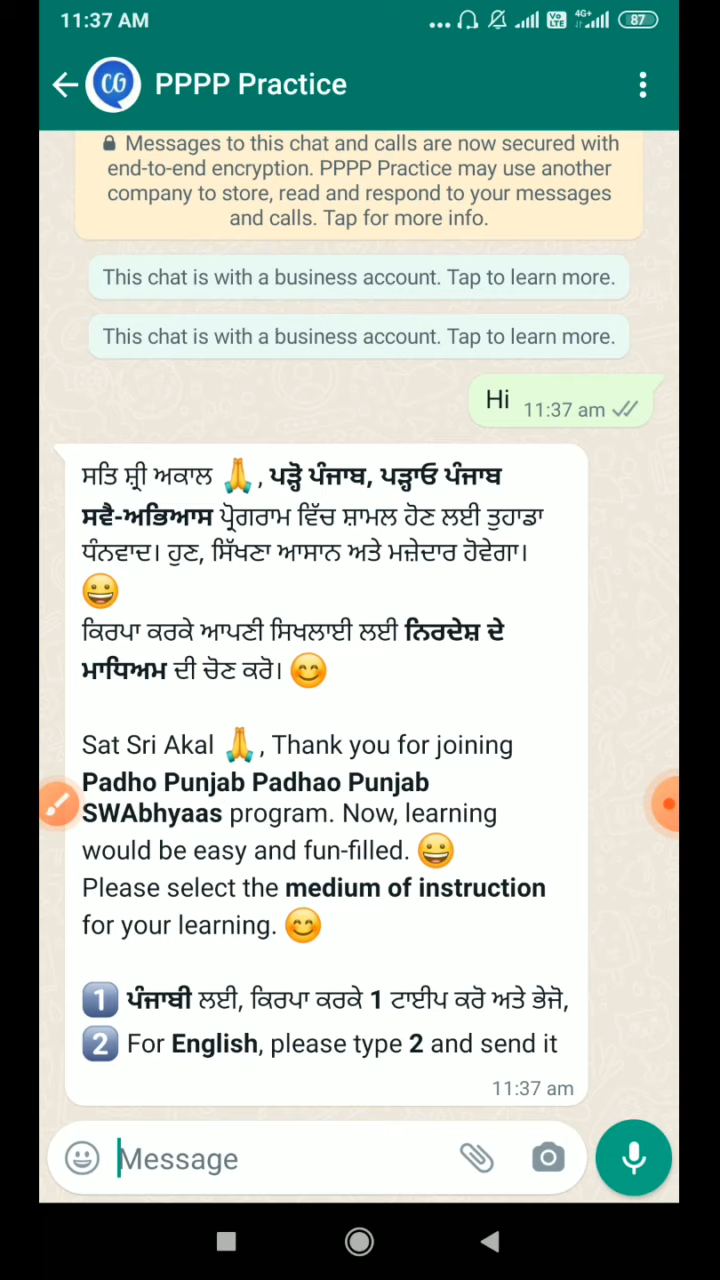 11:37 AM
Vo LTE 4G+ 87
PPPP Practice
🔒 Messages to this chat and calls are now secured with
end-to-end encryption. PPPP Practice may use another
company to store, read and respond to your messages
and calls. Tap for more info.
This chat is with a business account. Tap to learn more.
This chat is with a business account. Tap to learn more.
Hi 11:37 am
ਸਤਿ ਸ਼੍ਰੀ ਅਕਾਲ 🙏, ਪੜ੍ਹੋ ਪੰਜਾਬ, ਪੜ੍ਹਾਓ ਪੰਜਾਬ
ਸਵੈ-ਅਭਿਆਸ ਪ੍ਰੋਗਰਾਮ ਵਿੱਚ ਸ਼ਾਮਲ ਹੋਣ ਲਈ ਤੁਹਾਡਾ
ਧੰਨਵਾਦ। ਹੁਣ, ਸਿੱਖਣਾ ਆਸਾਨ ਅਤੇ ਮਜ਼ੇਦਾਰ ਹੋਵੇਗਾ।
😀
ਕਿਰਪਾ ਕਰਕੇ ਆਪਣੀ ਸਿਖਲਾਈ ਲਈ ਨਿਰਦੇਸ਼ ਦੇ
ਮਾਧਿਅਮ ਦੀ ਚੋਣ ਕਰੋ। 😊
Sat Sri Akal 🙏, Thank you for joining
Padho Punjab Padhao Punjab
SWAbhyaas program. Now, learning
would be easy and fun-filled. 😀
Please select the medium of instruction
for your learning. 😊
1️⃣ ਪੰਜਾਬੀ ਲਈ, ਕਿਰਪਾ ਕਰਕੇ 1 ਟਾਈਪ ਕਰੋ ਅਤੇ ਭੇਜੋ,
2️⃣ For English, please type 2 and send it
11:37 am
Message